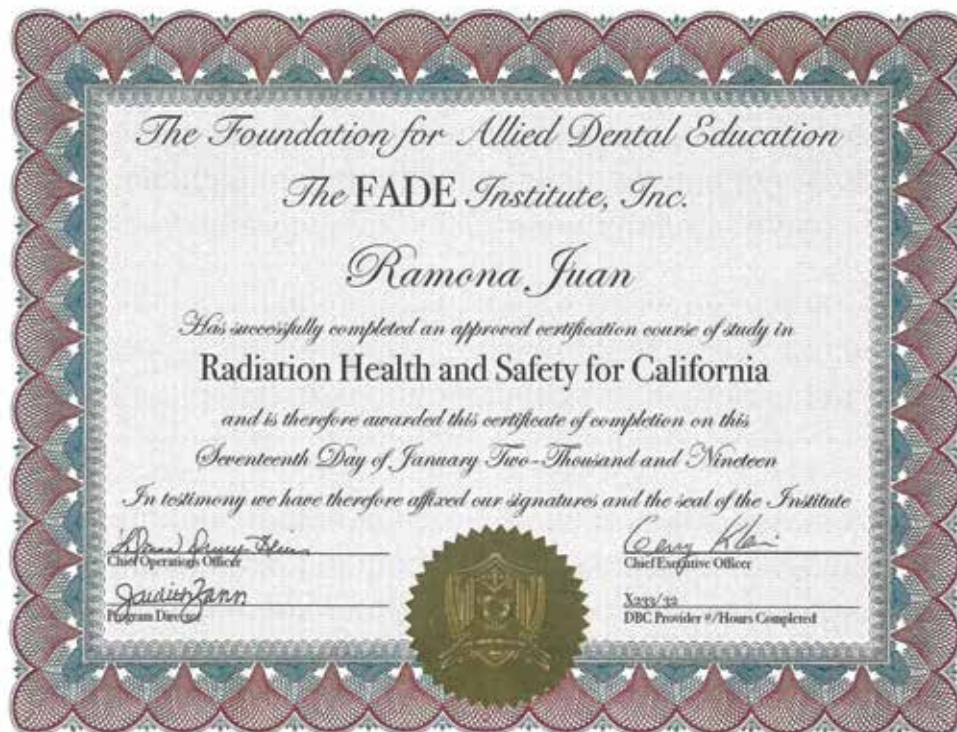 The Foundation for Allied Dental Education
The FADE Institute, Inc.
Ramona Juan
Has successfully completed an approved certification course of study in
Radiation Health and Safety for California
and is therefore awarded this certificate of completion on this
Seventeenth Day of January Two-Thousand and Nineteen
In testimony we have therefore affixed our signatures and the seal of the Institute
Chief Operations Officer
Gerry Klein
Chief Executive Officer
Program Director
X233/32
DBC Provider #/Hours Completed